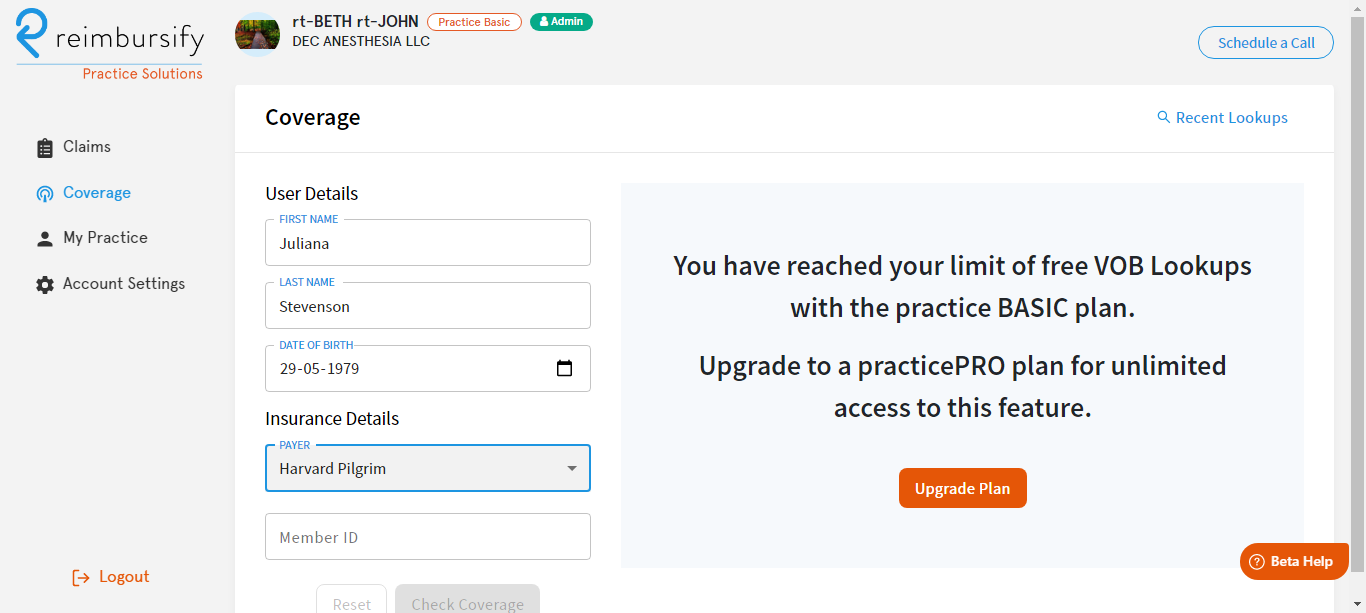 reimbursify
Practice Solutions
rt-BETH rt-JOHN
Practice Basic
Admin
DEC ANESTHESIA LLC
Schedule a Call
Claims
Coverage
My Practice
Account Settings
Logout
Coverage
Recent Lookups
User Details
FIRST NAME
Juliana
LAST NAME
Stevenson
DATE OF BIRTH
29-05-1979
Insurance Details
PAYER
Harvard Pilgrim
Member ID
Reset
Check Coverage
You have reached your limit of free VOB Lookups
with the practice BASIC plan.
Upgrade to a practicePRO plan for unlimited
access to this feature.
Upgrade Plan
Beta Help